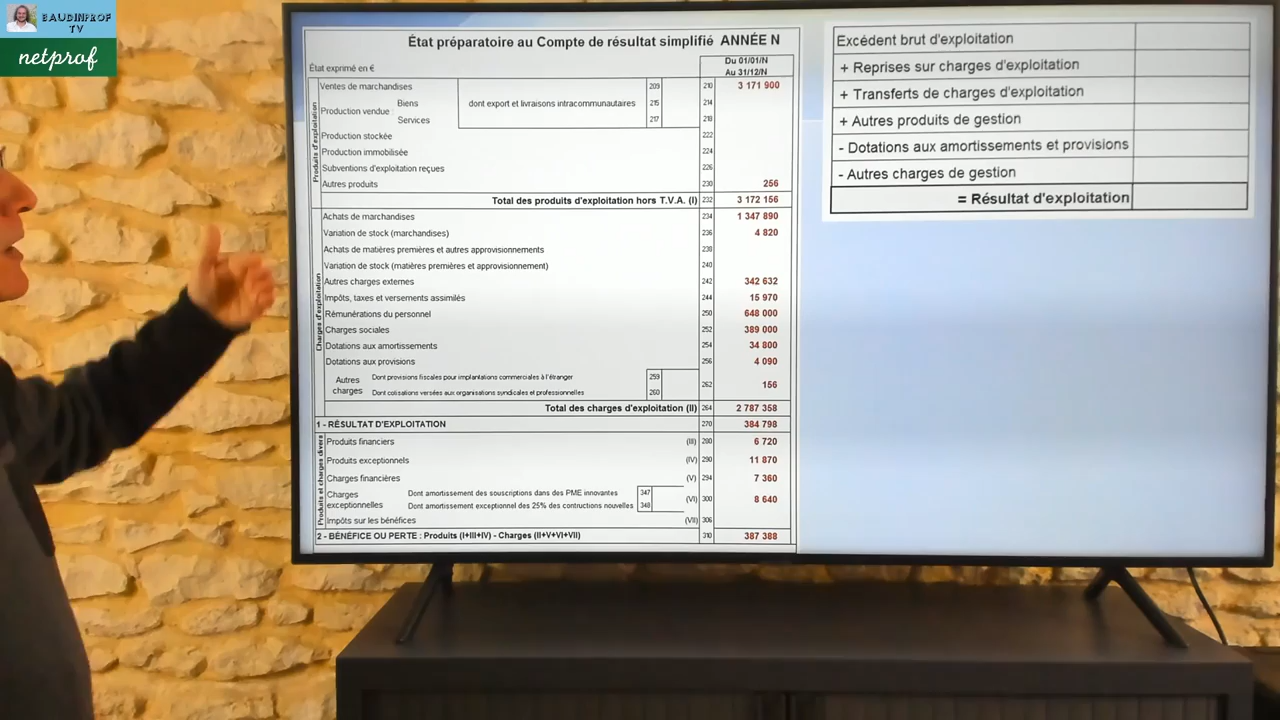 BAUDINPROF
TV
netprof
État préparatoire au Compte de résultat simplifié ANNÉE N
État exprimé en €
Du 01/01/N
Au 31/12/N
Produits d'exploitation
Ventes de marchandises 209 210 3 171 900
Production vendue : Biens dont export et livraisons intracommunautaires 215 214
Services 217 218
Production stockée 222
Production immobilisée 224
Subventions d'exploitation reçues 226
Autres produits 230 256
Total des produits d'exploitation hors T.V.A. (I) 232 3 172 156
Charges d'exploitation
Achats de marchandises 234 1 347 890
Variation de stock (marchandises) 236 4 820
Achats de matières premières et autres approvisionnements 238
Variation de stock (matières premières et approvisionnement) 240
Autres charges externes 242 342 632
Impôts, taxes et versements assimilés 244 15 970
Rémunérations du personnel 250 648 000
Charges sociales 252 389 000
Dotations aux amortissements 254 34 800
Dotations aux provisions 256 4 090
Autres charges Dont provisions fiscales pour implantations commerciales à l'étranger 259 262 156
Dont cotisations versées aux organisations syndicales et professionnelles 260
Total des charges d'exploitation (II) 264 2 787 358
1 - RÉSULTAT D'EXPLOITATION 270 384 798
Produits et charges divers
Produits financiers (III) 280 6 720
Produits exceptionnels (IV) 290 11 870
Charges financières (V) 294 7 360
Charges exceptionnelles Dont amortissement des souscriptions dans des PME innovantes 347 (VI) 300 8 640
Dont amortissement exceptionnel des 25% des contructions nouvelles 348
Impôts sur les bénéfices (VII) 306
2 - BÉNÉFICE OU PERTE : Produits (I+III+IV) - Charges (II+V+VI+VII) 310 387 388
Excédent brut d'exploitation
+ Reprises sur charges d'exploitation
+ Transferts de charges d'exploitation
+ Autres produits de gestion
- Dotations aux amortissements et provisions
- Autres charges de gestion
= Résultat d'exploitation